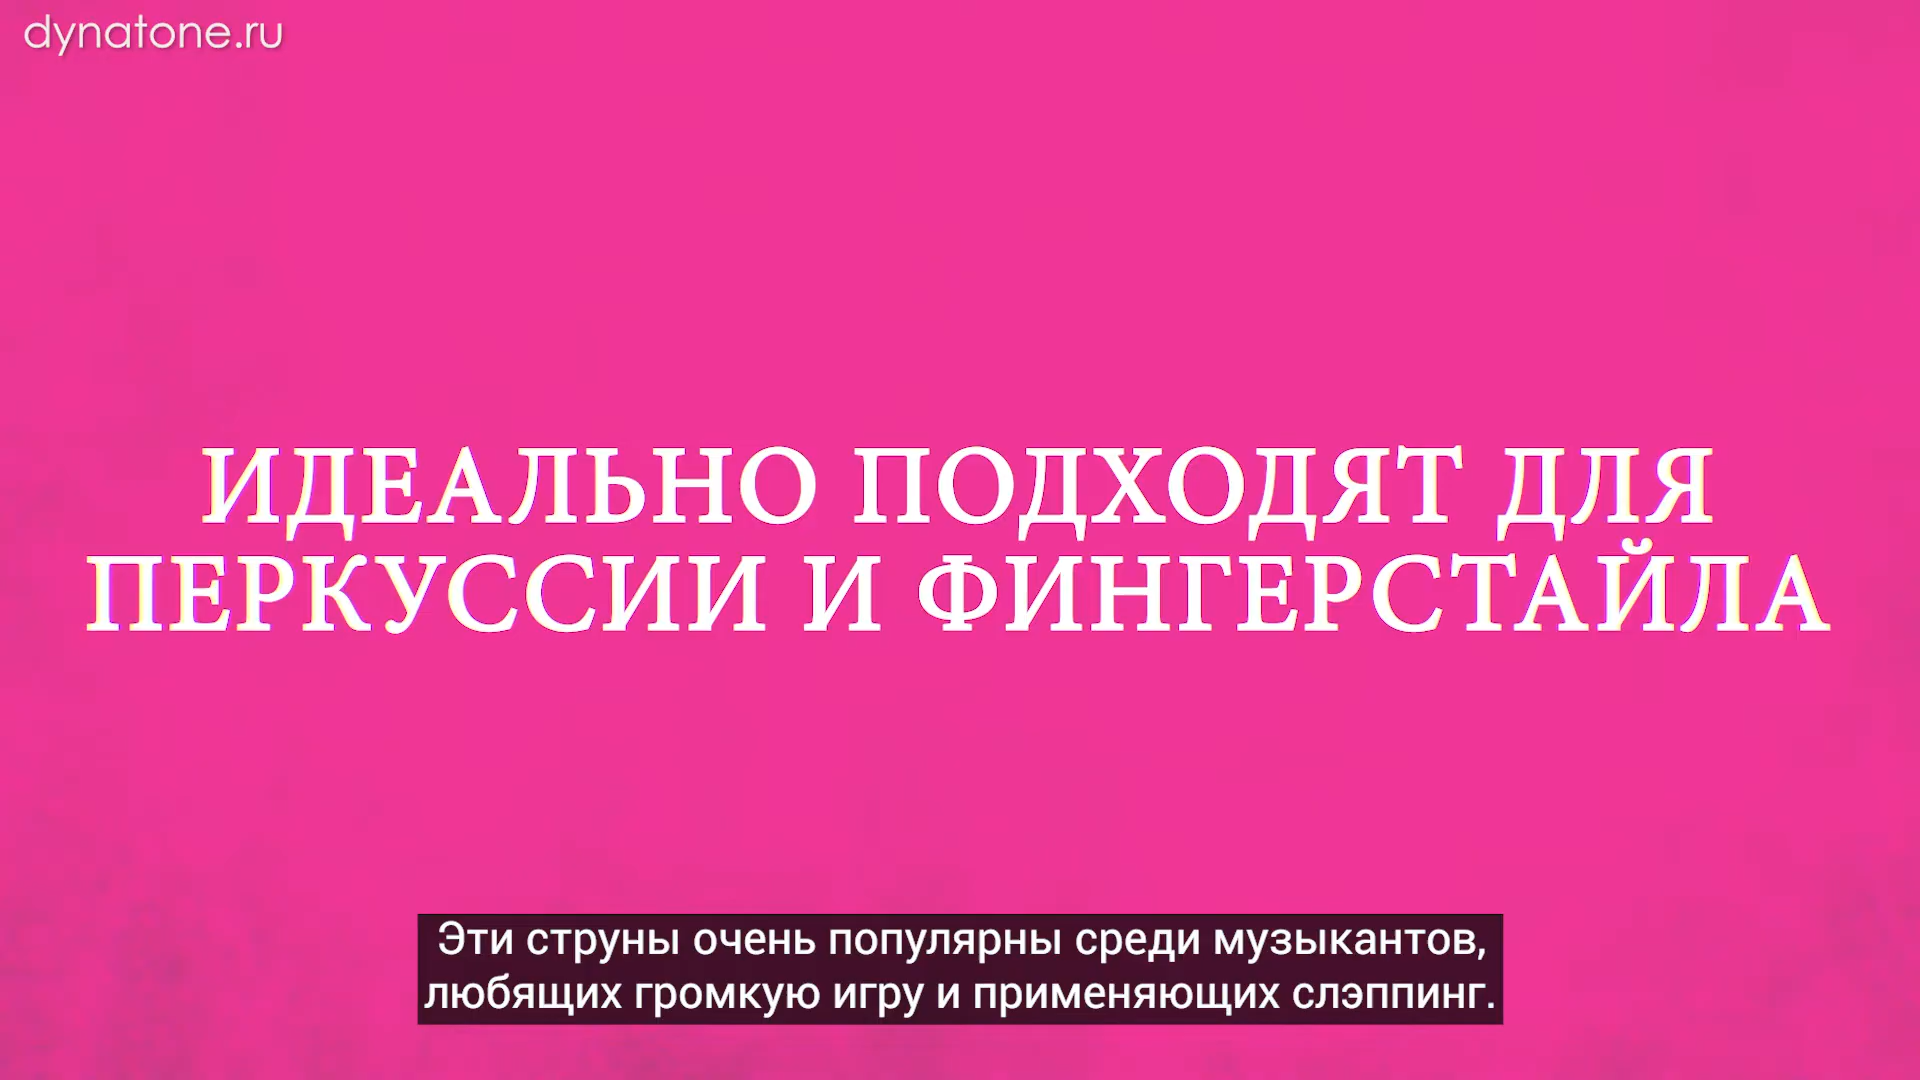 dynatone.ru
ИДЕАЛЬНО ПОДХОДЯТ ДЛЯ
ПЕРКУССИИ И ФИНГЕРСТАЙЛА
Эти струны очень популярны среди музыкантов,
любящих громкую игру и применяющих слэппинг.